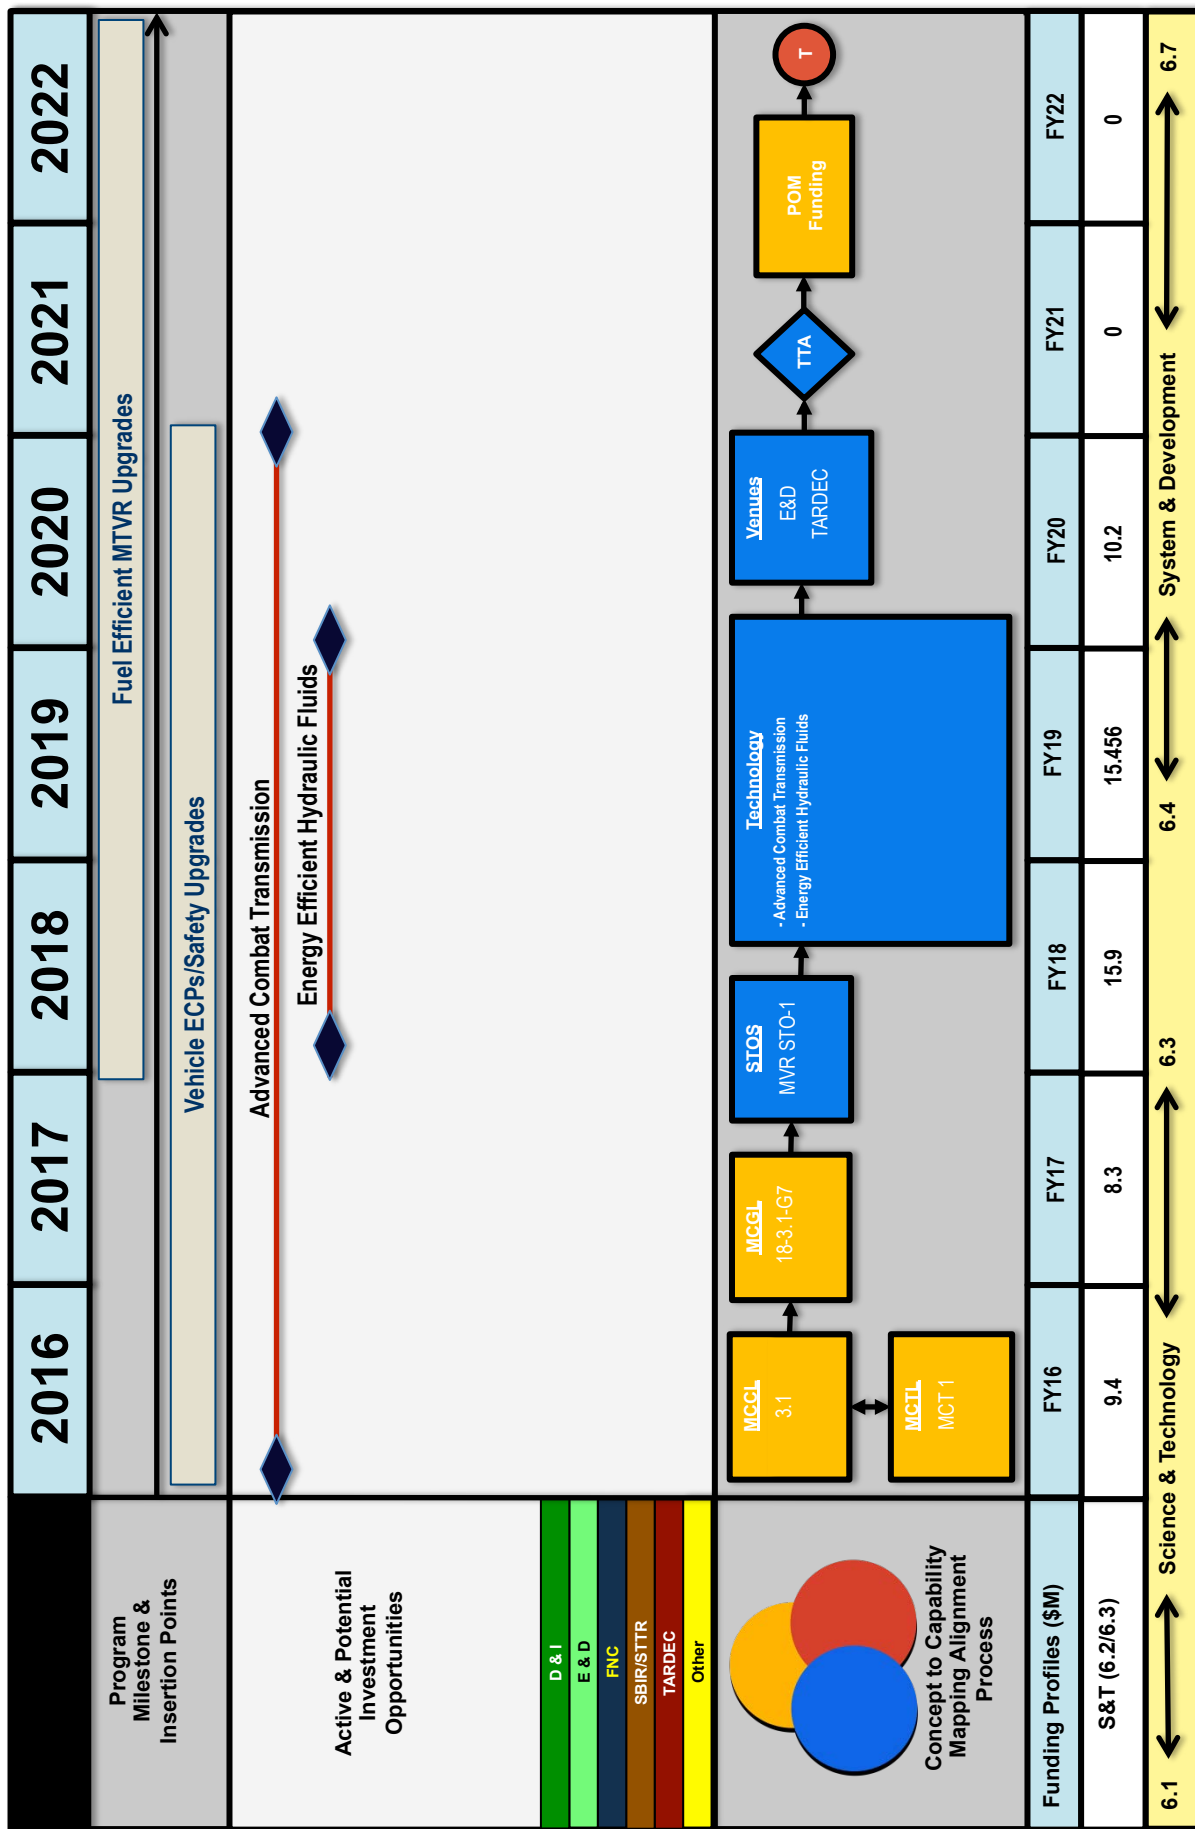 2016
2017
2018
2019
2020
2021
2022
Program
Milestone &
Insertion Points
Fuel Efficient MTVR Upgrades
Vehicle ECPs/Safety Upgrades
Active & Potential
Investment
Opportunities
D & I
E & D
FNC
SBIR/STTR
TARDEC
Other
Advanced Combat Transmission
Energy Efficient Hydraulic Fluids
Concept to Capability
Mapping Alignment
Process
MCCL
3.1
MCTL
MCT 1
MCGL
18-3.1-G7
STOS
MVR STO-1
Technology
- Advanced Combat Transmission
- Energy Efficient Hydraulic Fluids
Venues
E&D
TARDEC
TTA
POM
Funding
T
Funding Profiles ($M)
FY16
FY17
FY18
FY19
FY20
FY21
FY22
S&T (6.2/6.3)
9.4
8.3
15.9
15.456
10.2
0
0
6.1
Science & Technology
6.3
6.4
System & Development
6.7